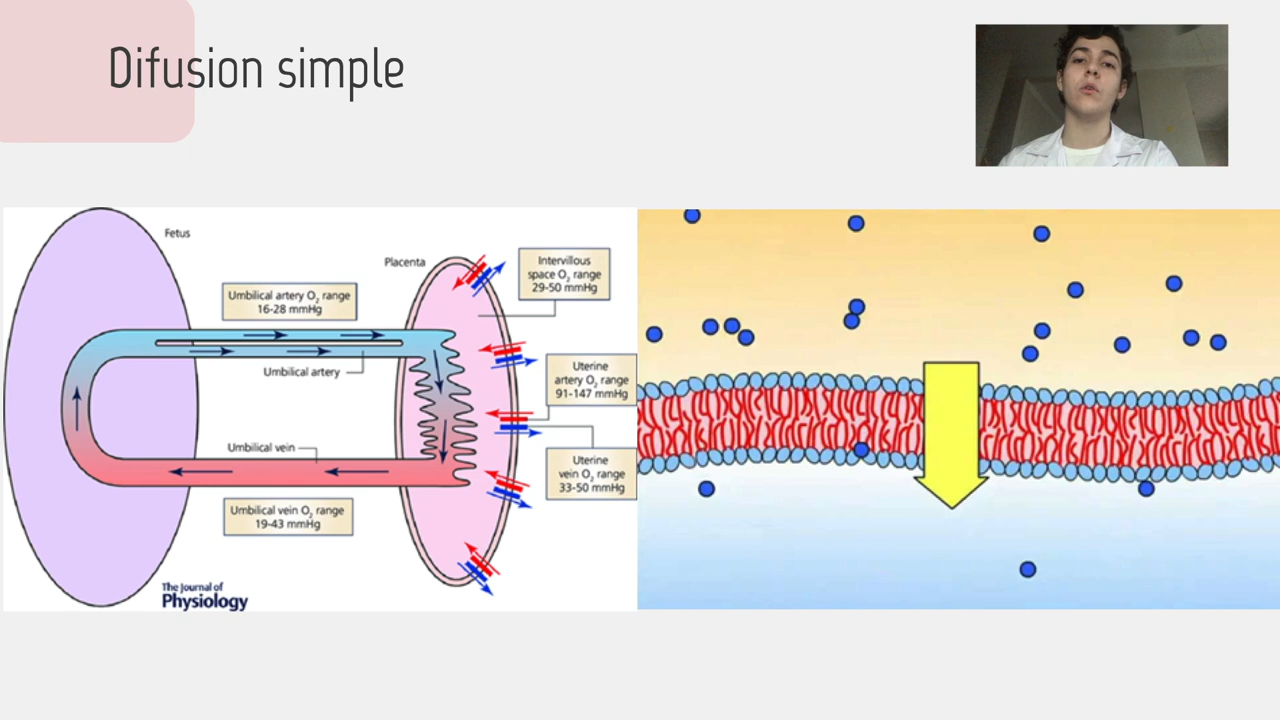 Difusion simple
Fetus
Placenta
Umbilical artery O₂ range
16-28 mmHg
Intervillous
space O₂ range
29-50 mmHg
Umbilical artery
Uterine
artery O₂ range
91-147 mmHg
Umbilical vein
Uterine
vein O₂ range
33-50 mmHg
Umbilical vein O₂ range
19-43 mmHg
The Journal of
Physiology